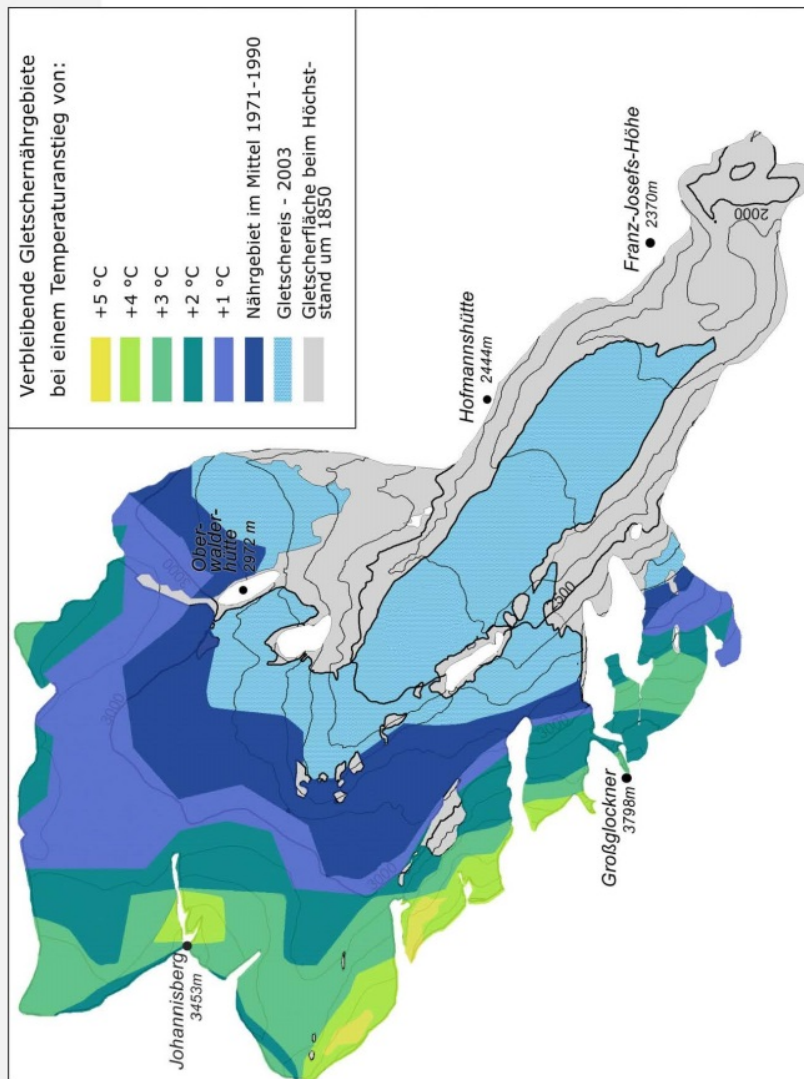 Verbleibende Gletschernährgebiete
bei einem Temperaturanstieg von:
+5 °C
+4 °C
+3 °C
+2 °C
+1 °C
Nährgebiet im Mittel 1971-1990
Gletschereis - 2003
Gletscherfläche beim Höchst-
stand um 1850
Franz-Josefs-Höhe
2370m
2000
Hofmannshütte
2444m
Ober-
walder-
hütte
2972 m
3000
3000
2500
3000
3000
Großglockner
3798m
Johannisberg
3453m